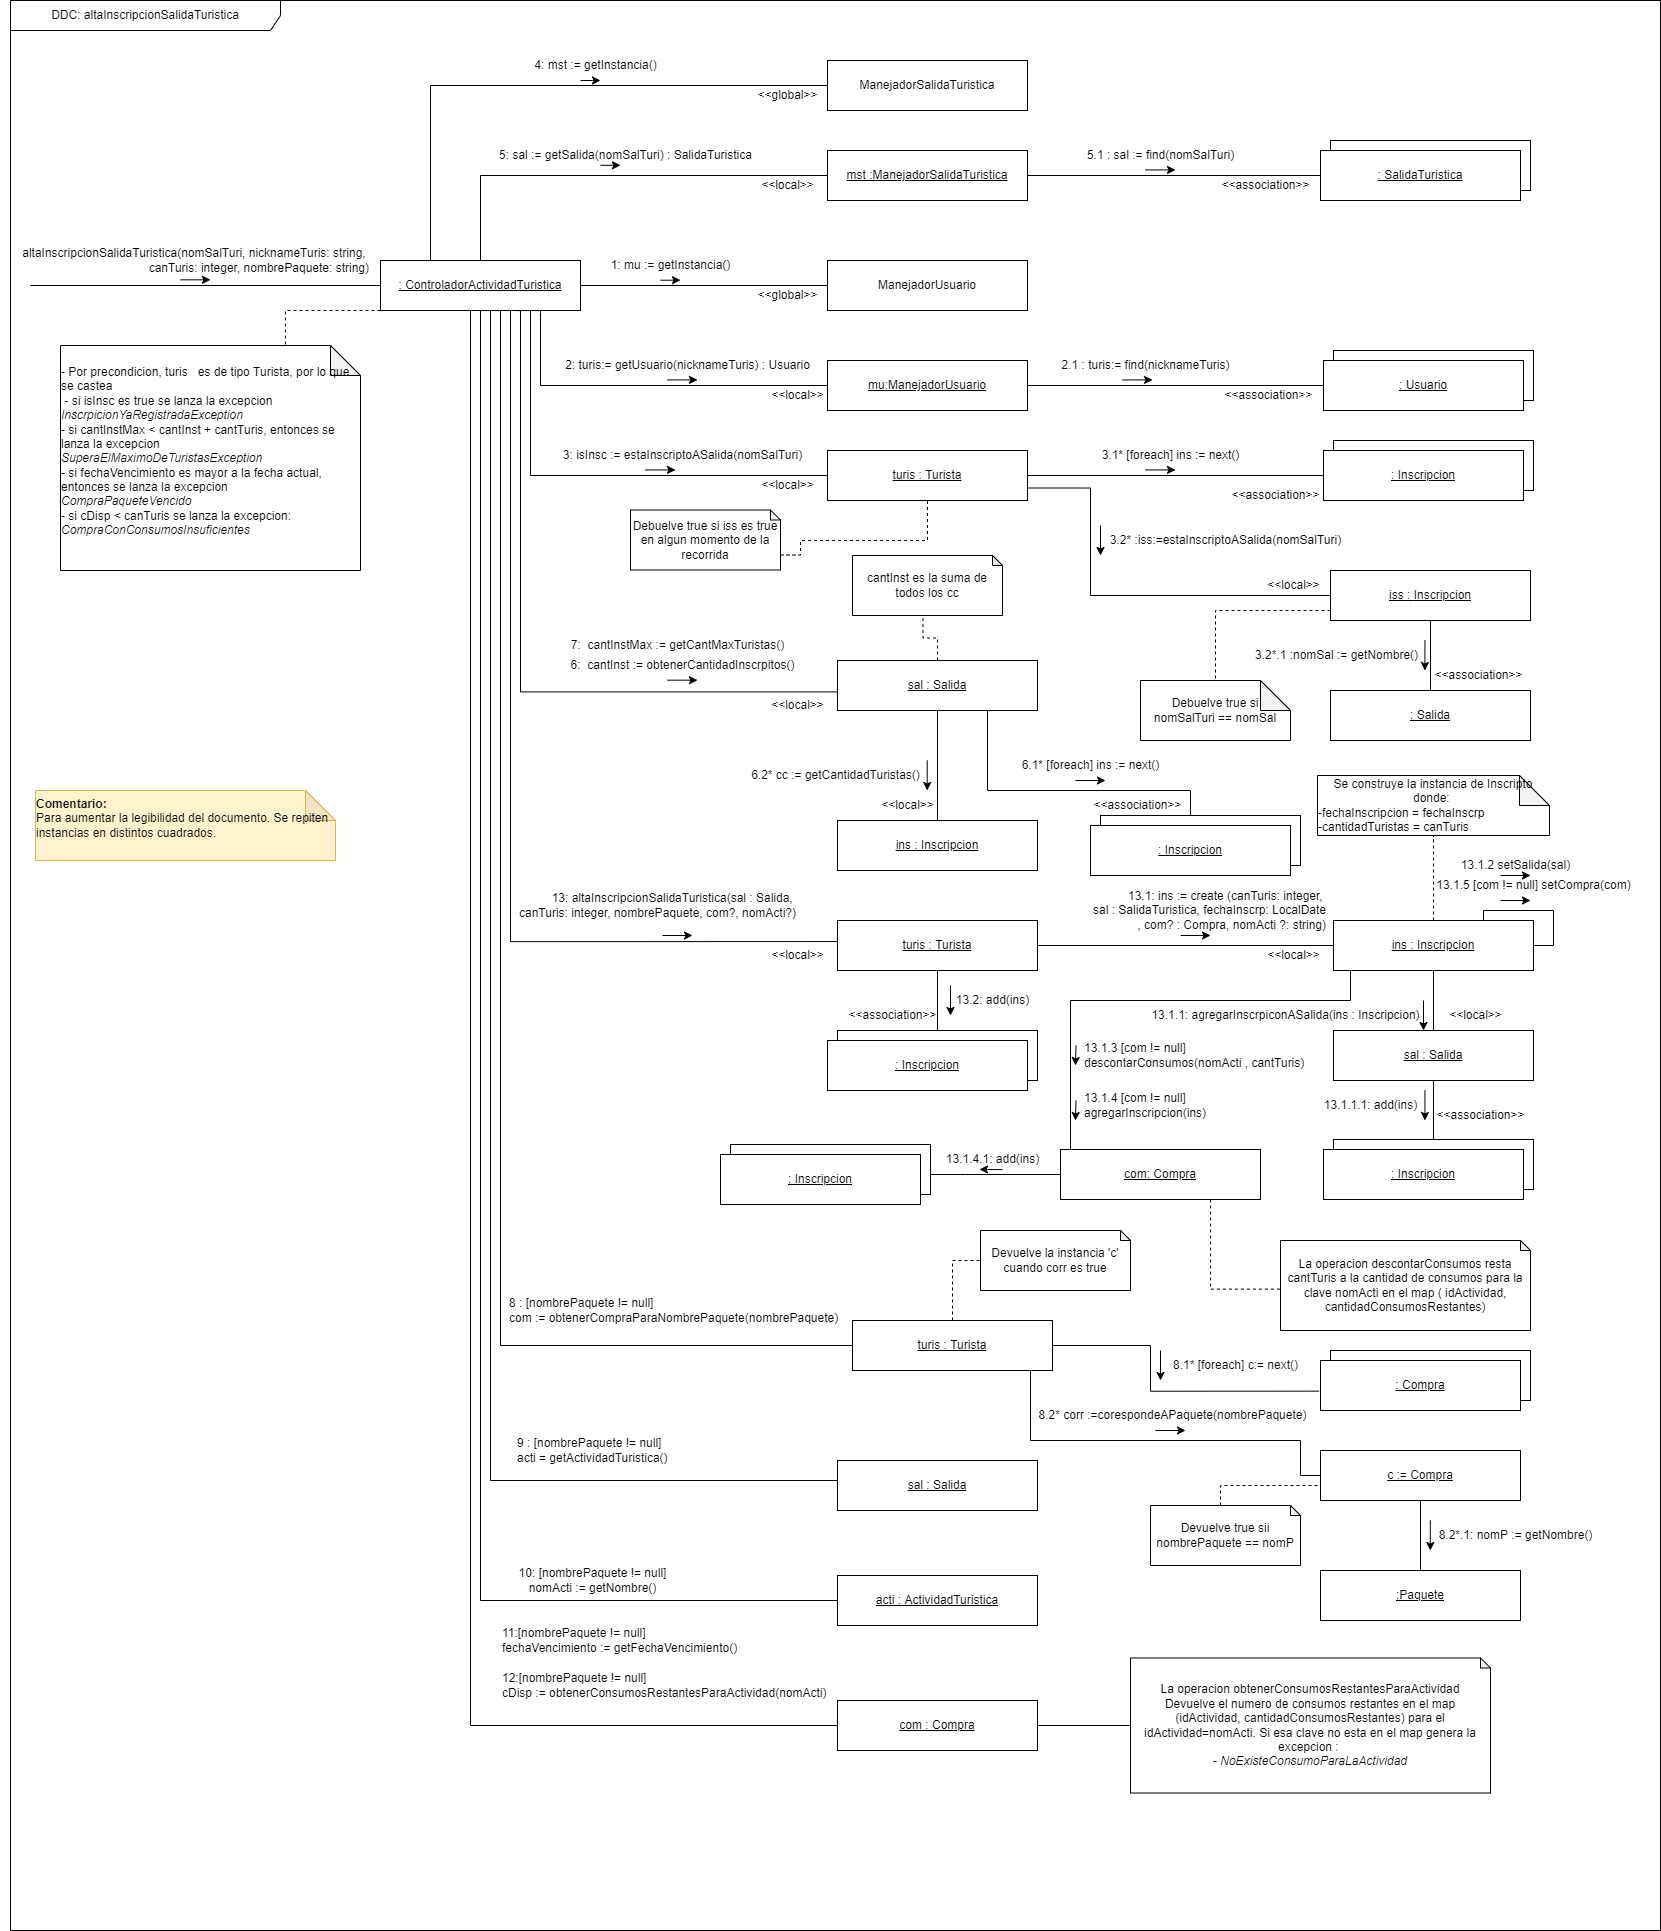 DDC: altaInscripcionSalidaTuristica
4: mst := getInstancia()
<<global>>
ManejadorSalidaTuristica
5: sal := getSalida(nomSalTuri) : SalidaTuristica
<<local>>
mst :ManejadorSalidaTuristica
5.1 : sal := find(nomSalTuri)
<<association>>
: SalidaTuristica
altaInscripcionSalidaTuristica(nomSalTuri, nicknameTuris: string,
canTuris: integer, nombrePaquete: string)
: ControladorActividadTuristica
1: mu := getInstancia()
<<global>>
ManejadorUsuario
- Por precondicion, turis   es de tipo Turista, por lo que
se castea
- si isInsc es true se lanza la excepcion
InscrpicionYaRegistradaException
- si cantInstMax < cantInst + cantTuris, entonces se
lanza la excepcion
SuperaElMaximoDeTuristasException
- si fechaVencimiento es mayor a la fecha actual,
entonces se lanza la excepcion
CompraPaqueteVencido
- si cDisp < canTuris se lanza la excepcion:
CompraConConsumosInsuficientes
2: turis:= getUsuario(nicknameTuris) : Usuario
<<local>>
mu:ManejadorUsuario
2.1 : turis:= find(nicknameTuris)
<<association>>
: Usuario
3: isInsc := estaInscriptoASalida(nomSalTuri)
<<local>>
turis : Turista
3.1* [foreach] ins := next()
<<association>>
: Inscripcion
Debuelve true si iss es true
en algun momento de la
recorrida
3.2* :iss:=estaInscriptoASalida(nomSalTuri)
<<local>>
iss : Inscripcion
cantInst es la suma de
todos los cc
3.2*.1 :nomSal := getNombre()
<<association>>
: Salida
Debuelve true si
nomSalTuri == nomSal
7:  cantInstMax := getCantMaxTuristas()
6:  cantInst := obtenerCantidadInscrpitos()
<<local>>
sal : Salida
6.2* cc := getCantidadTuristas()
<<local>>
ins : Inscripcion
6.1* [foreach] ins := next()
<<association>>
: Inscripcion
Comentario:
Para aumentar la legibilidad del documento. Se repiten
instancias en distintos cuadrados.
Se construye la instancia de Inscripto
donde:
-fechaInscripcion = fechaInscrp
-cantidadTuristas = canTuris
13.1.2 setSalida(sal)
13.1.5 [com != null] setCompra(com)
13: altaInscripcionSalidaTuristica(sal : Salida,
canTuris: integer, nombrePaquete, com?, nomActi?)
<<local>>
turis : Turista
13.1: ins := create (canTuris: integer,
sal : SalidaTuristica, fechaInscrp: LocalDate
, com? : Compra, nomActi ?: string)
<<local>>
ins : Inscripcion
13.2: add(ins)
<<association>>
: Inscripcion
13.1.1: agregarInscrpiconASalida(ins : Inscripcion)
<<local>>
sal : Salida
13.1.3 [com != null]
descontarConsumos(nomActi , cantTuris)
13.1.4 [com != null]
agregarInscripcion(ins)
13.1.1.1: add(ins)
<<association>>
: Inscripcion
13.1.4.1: add(ins)
: Inscripcion
com: Compra
Devuelve la instancia 'c'
cuando corr es true
La operacion descontarConsumos resta
cantTuris a la cantidad de consumos para la
clave nomActi en el map ( idActividad,
cantidadConsumosRestantes)
8 : [nombrePaquete != null]
com := obtenerCompraParaNombrePaquete(nombrePaquete)
turis : Turista
8.1* [foreach] c:= next()
: Compra
8.2* corr :=corespondeAPaquete(nombrePaquete)
c := Compra
9 : [nombrePaquete != null]
acti = getActividadTuristica()
sal : Salida
Devuelve true sii
nombrePaquete == nomP
8.2*.1: nomP := getNombre()
:Paquete
10: [nombrePaquete != null]
nomActi := getNombre()
acti : ActividadTuristica
11:[nombrePaquete != null]
fechaVencimiento := getFechaVencimiento()
12:[nombrePaquete != null]
cDisp := obtenerConsumosRestantesParaActividad(nomActi)
com : Compra
La operacion obtenerConsumosRestantesParaActividad
Devuelve el numero de consumos restantes en el map
(idActividad, cantidadConsumosRestantes) para el
idActividad=nomActi. Si esa clave no esta en el map genera la
excepcion :
- NoExisteConsumoParaLaActividad